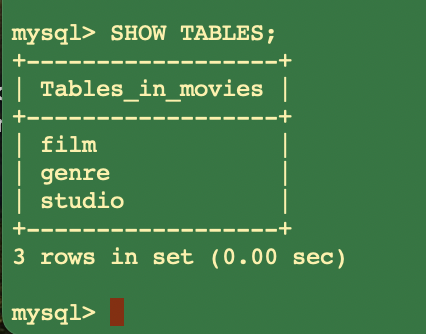 mysql> SHOW TABLES;
+------------------+
| Tables_in_movies |
+------------------+
| film             |
| genre            |
| studio           |
+------------------+
3 rows in set (0.00 sec)
mysql>